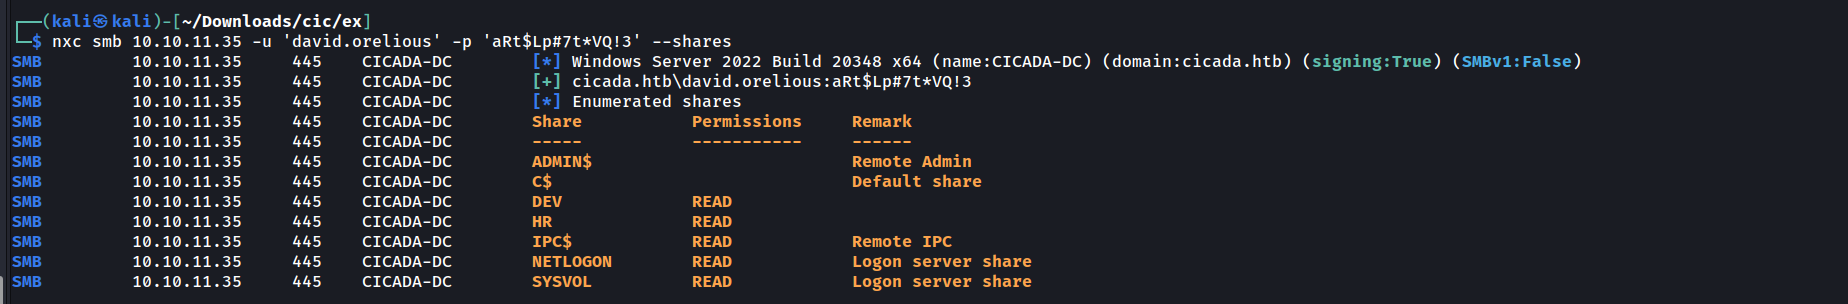 (kali㉿kali)-[~/Downloads/cic/ex]
$ nxc smb 10.10.11.35 -u 'david.orelious' -p 'aRt$Lp#7t*VQ!3' --shares
SMB 10.10.11.35 445 CICADA-DC [*] Windows Server 2022 Build 20348 x64 (name:CICADA-DC) (domain:cicada.htb) (signing:True) (SMBv1:False)
SMB 10.10.11.35 445 CICADA-DC [+] cicada.htb\david.orelious:aRt$Lp#7t*VQ!3
SMB 10.10.11.35 445 CICADA-DC [*] Enumerated shares
SMB 10.10.11.35 445 CICADA-DC Share Permissions Remark
SMB 10.10.11.35 445 CICADA-DC ----- ----------- ------
SMB 10.10.11.35 445 CICADA-DC ADMIN$ Remote Admin
SMB 10.10.11.35 445 CICADA-DC C$ Default share
SMB 10.10.11.35 445 CICADA-DC DEV READ
SMB 10.10.11.35 445 CICADA-DC HR READ
SMB 10.10.11.35 445 CICADA-DC IPC$ READ Remote IPC
SMB 10.10.11.35 445 CICADA-DC NETLOGON READ Logon server share
SMB 10.10.11.35 445 CICADA-DC SYSVOL READ Logon server share